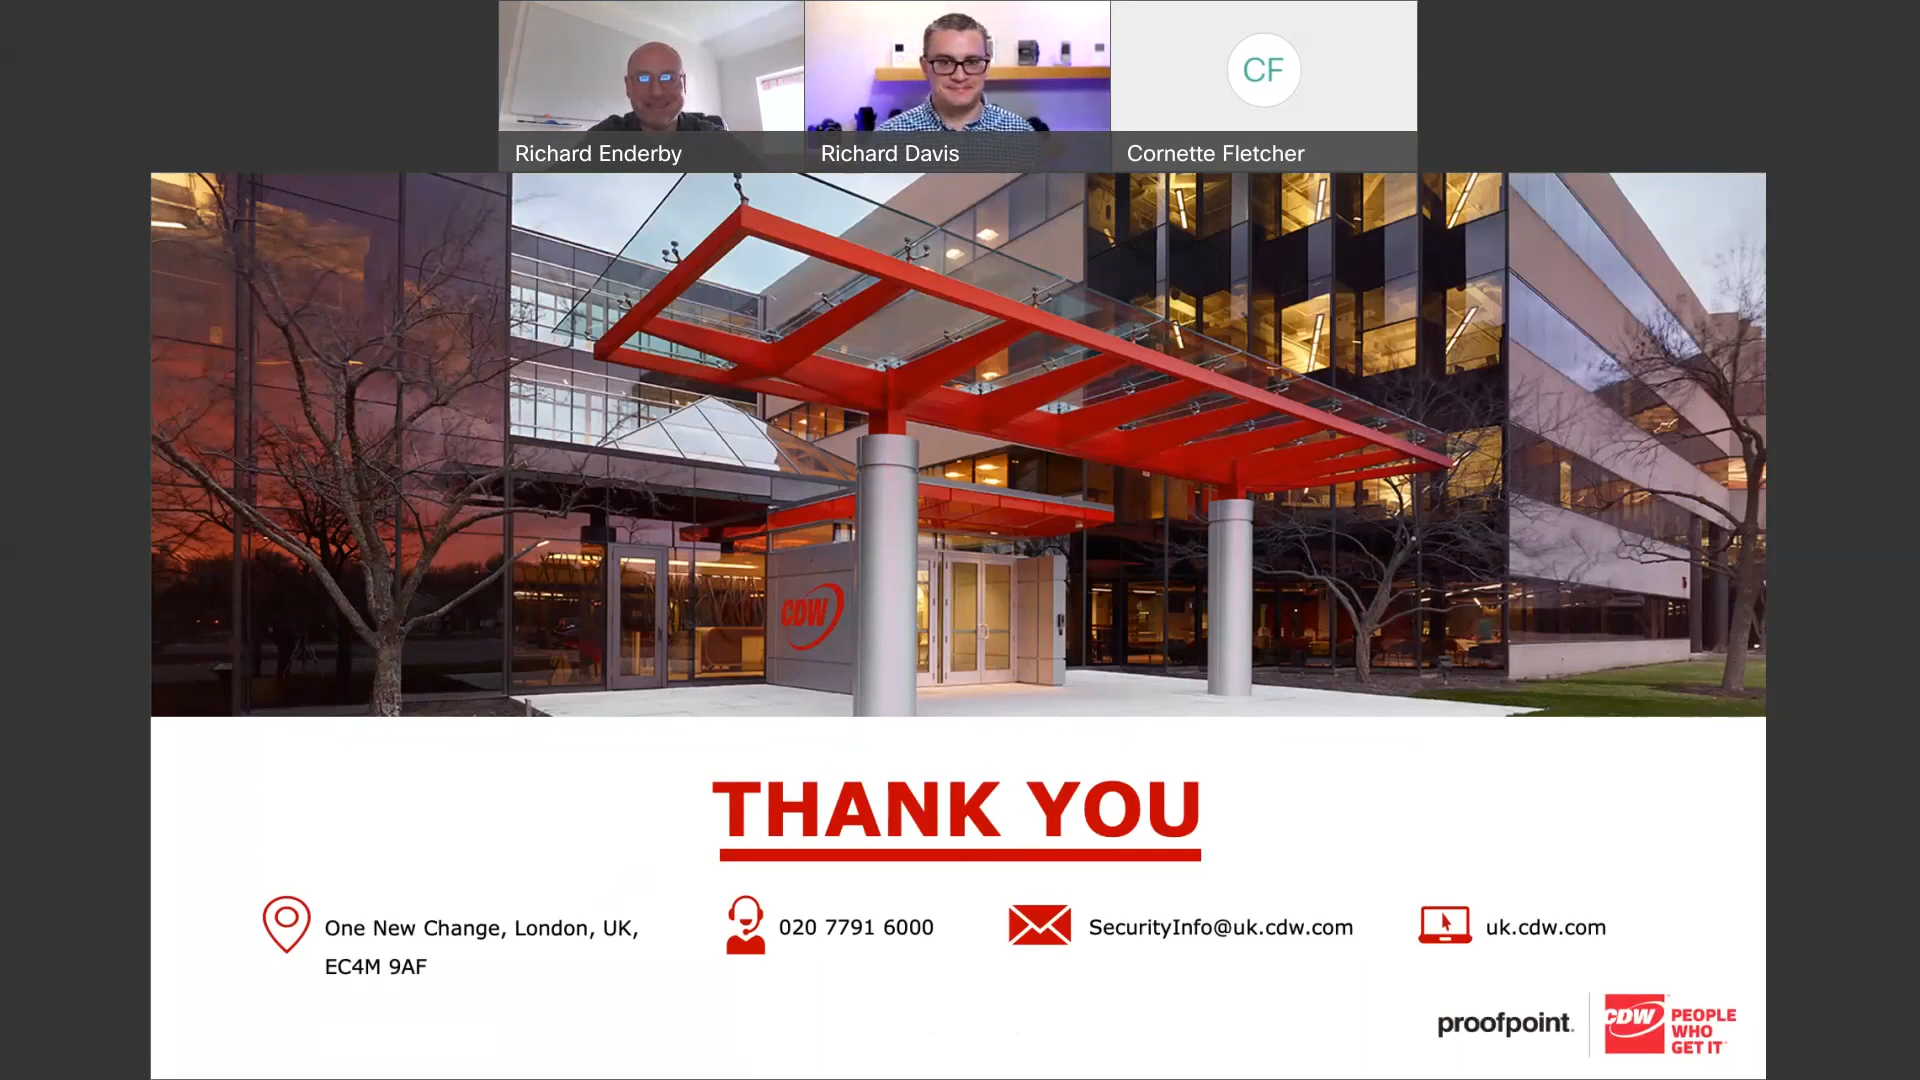 CF
Richard Enderby
Richard Davis
Cornette Fletcher
CDW
THANK YOU
One New Change, London, UK,
EC4M 9AF
020 7791 6000
SecurityInfo@uk.cdw.com
uk.cdw.com
proofpoint.
CDW
PEOPLE
WHO
GET IT